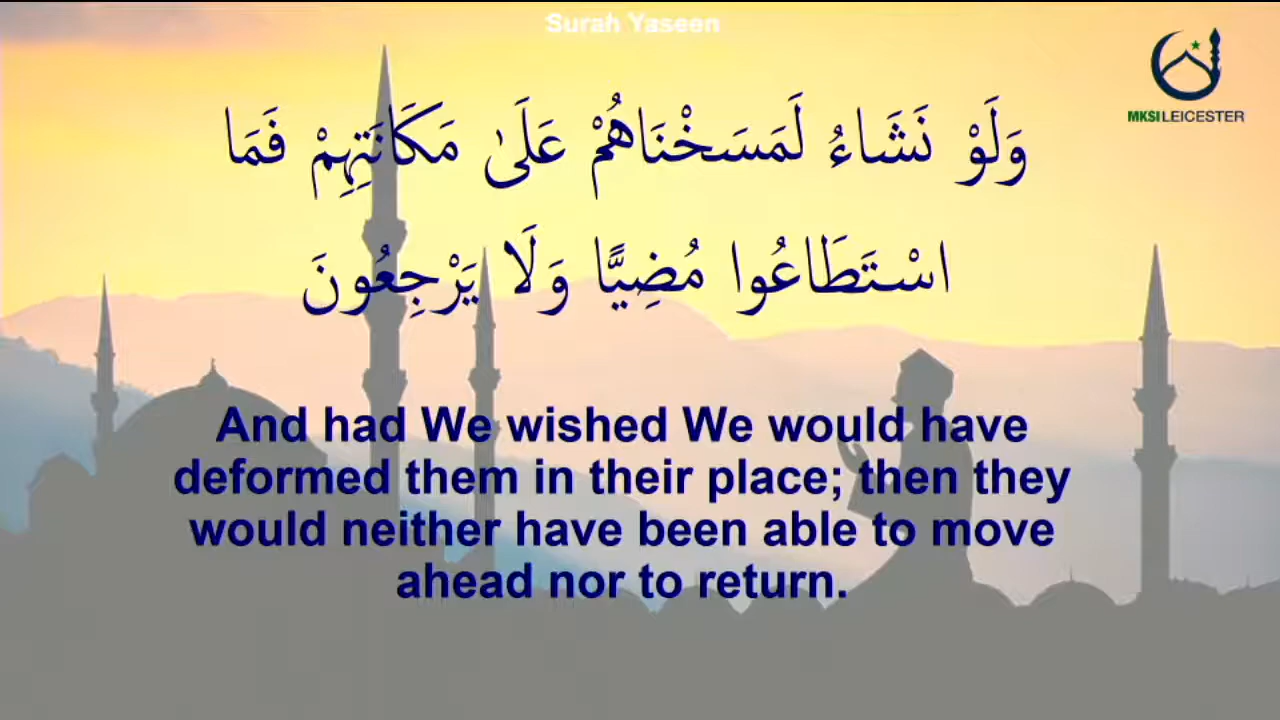 Surah Yaseen
MKSI LEICESTER
وَلَوْ نَشَاءُ لَمَسَخْنَاهُمْ عَلَىٰ مَكَانَتِهِمْ فَمَا
اسْتَطَاعُوا مُضِيًّا وَلَا يَرْجِعُونَ
And had We wished We would have
deformed them in their place; then they
would neither have been able to move
ahead nor to return.